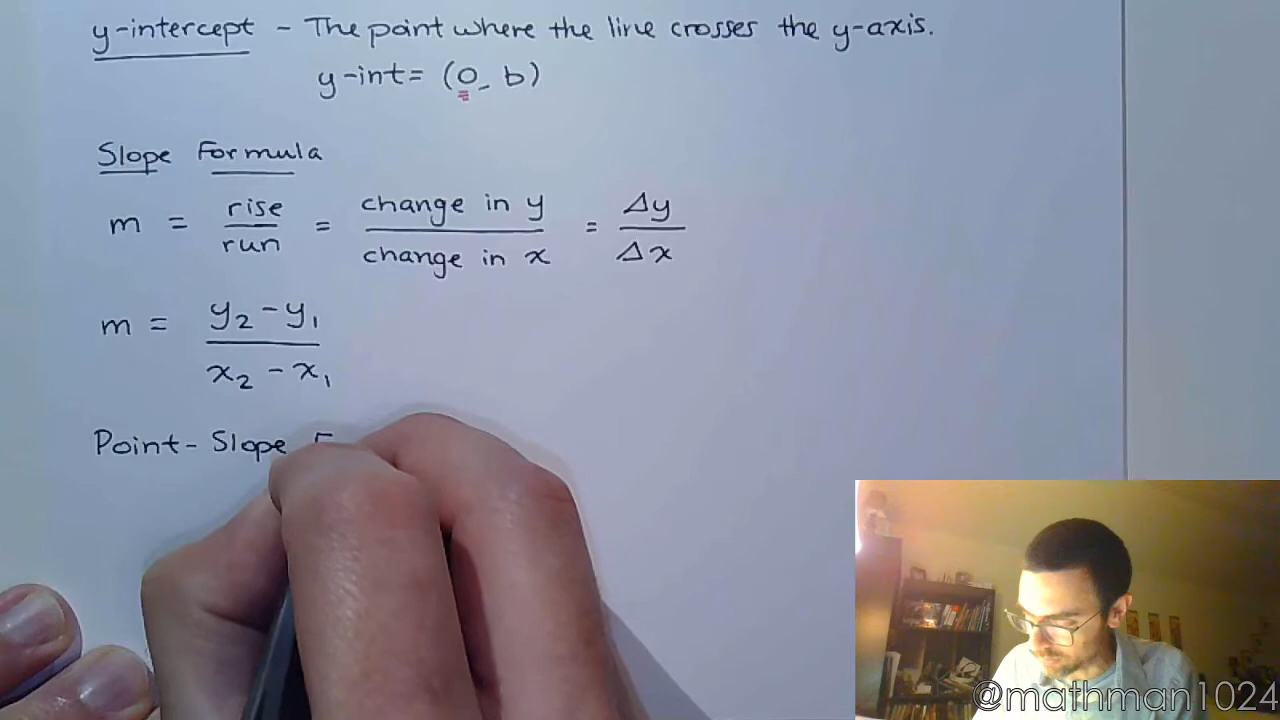 y-intercept - The point where the line crosses the y-axis.
y-int= (0, b)
Slope Formula
m = rise/run = change in y/change in x = Δy/Δx
m = y₂-y₁/x₂-x₁
Point-Slope F
@mathman1024